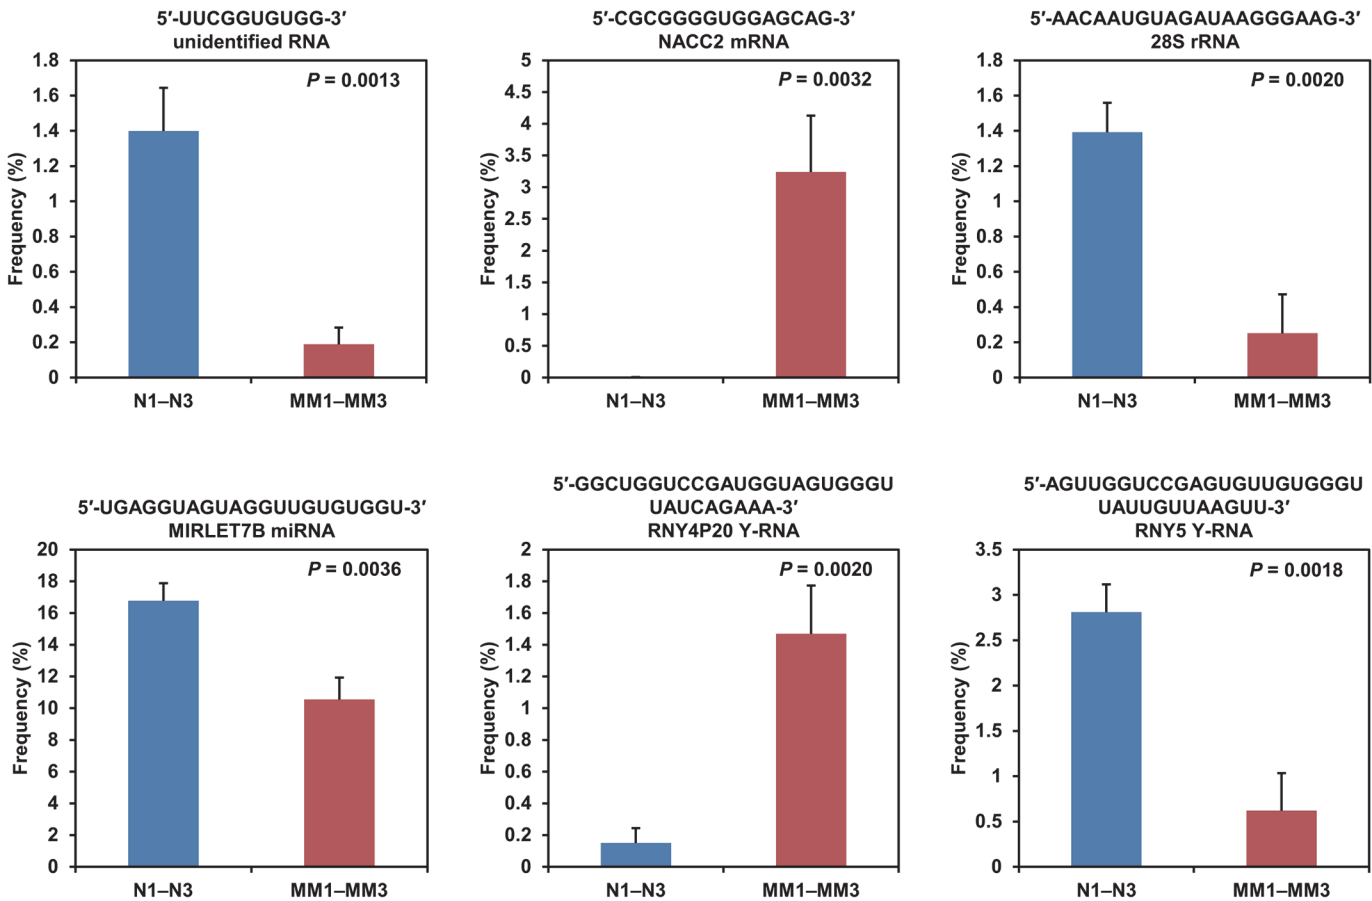 5′-UUCGGUGUGG-3′
unidentified RNA
P = 0.0013
Frequency (%)
1.8
1.6
1.4
1.2
1
0.8
0.6
0.4
0.2
0
N1–N3 MM1–MM3
5′-CGCGGGGUGGAGCAG-3′
NACC2 mRNA
P = 0.0032
Frequency (%)
5
4.5
4
3.5
3
2.5
2
1.5
1
0.5
0
N1–N3 MM1–MM3
5′-AACAAUGUAGAUAAGGGAAG-3′
28S rRNA
P = 0.0020
Frequency (%)
1.8
1.6
1.4
1.2
1
0.8
0.6
0.4
0.2
0
N1–N3 MM1–MM3
5′-UGAGGUAGUAGGUUGUGUGGU-3′
MIRLET7B miRNA
P = 0.0036
Frequency (%)
20
18
16
14
12
10
8
6
4
2
0
N1–N3 MM1–MM3
5′-GGCUGGUCCGAUGGUAGUGGGU
UAUCAGAAA-3′
RNY4P20 Y-RNA
P = 0.0020
Frequency (%)
2
1.8
1.6
1.4
1.2
1
0.8
0.6
0.4
0.2
0
N1–N3 MM1–MM3
5′-AGUUGGUCCGAGUGUUGUGGGU
UAUUGUUAAGUU-3′
RNY5 Y-RNA
P = 0.0018
Frequency (%)
3.5
3
2.5
2
1.5
1
0.5
0
N1–N3 MM1–MM3